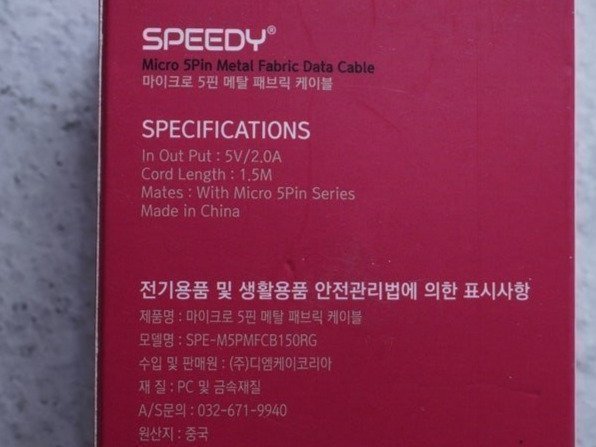 SPEEDY®
Micro 5Pin Metal Fabric Data Cable
마이크로 5핀 메탈 패브릭 케이블
SPECIFICATIONS
In Out Put : 5V/2.0A
Cord Length : 1.5M
Mates : With Micro 5Pin Series
Made in China
전기용품 및 생활용품 안전관리법에 의한 표시사항
제품명 : 마이크로 5핀 메탈 패브릭 케이블
모델명 : SPE-M5PMFCB150RG
수입 및 판매원 : (주)디엠케이코리아
재 질 : PC 및 금속재질
A/S문의 : 032-671-9940
원산지 : 중국